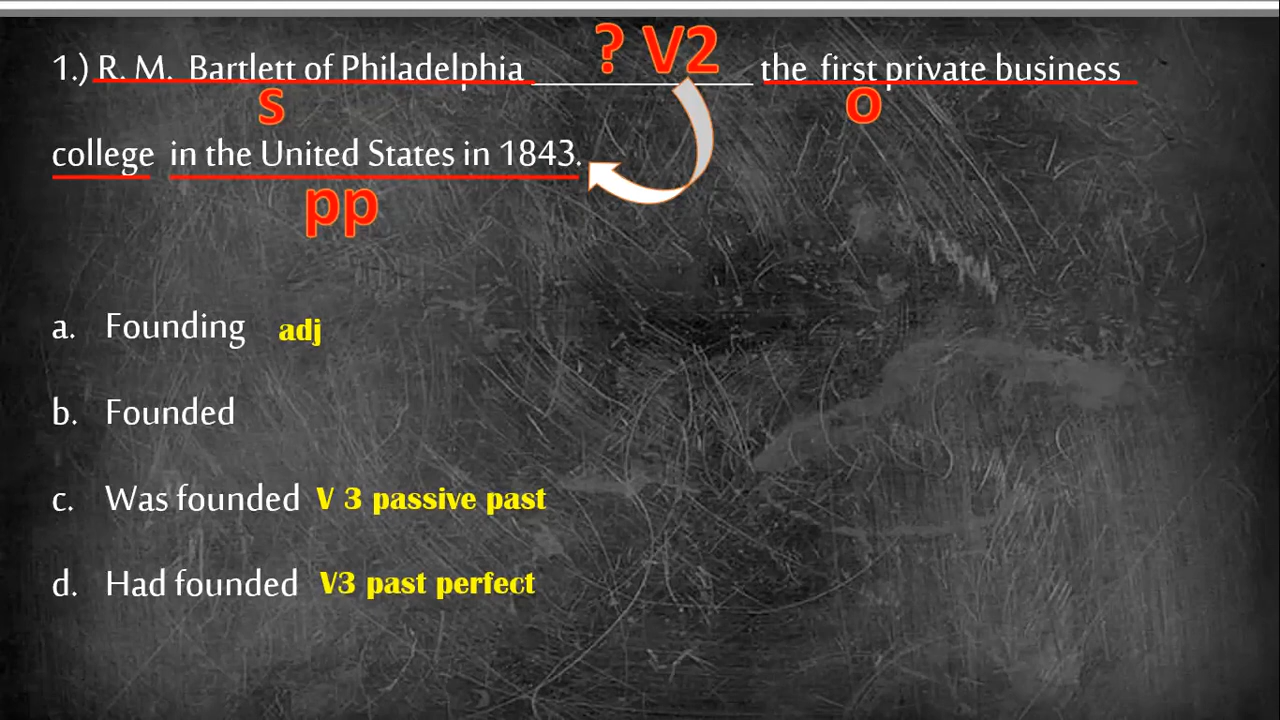 1.) R. M. Bartlett of Philadelphia ____________ ? V2 the first private business
S O
college in the United States in 1843.
pp
a. Founding adj
b. Founded
c. Was founded V 3 passive past
d. Had founded V3 past perfect